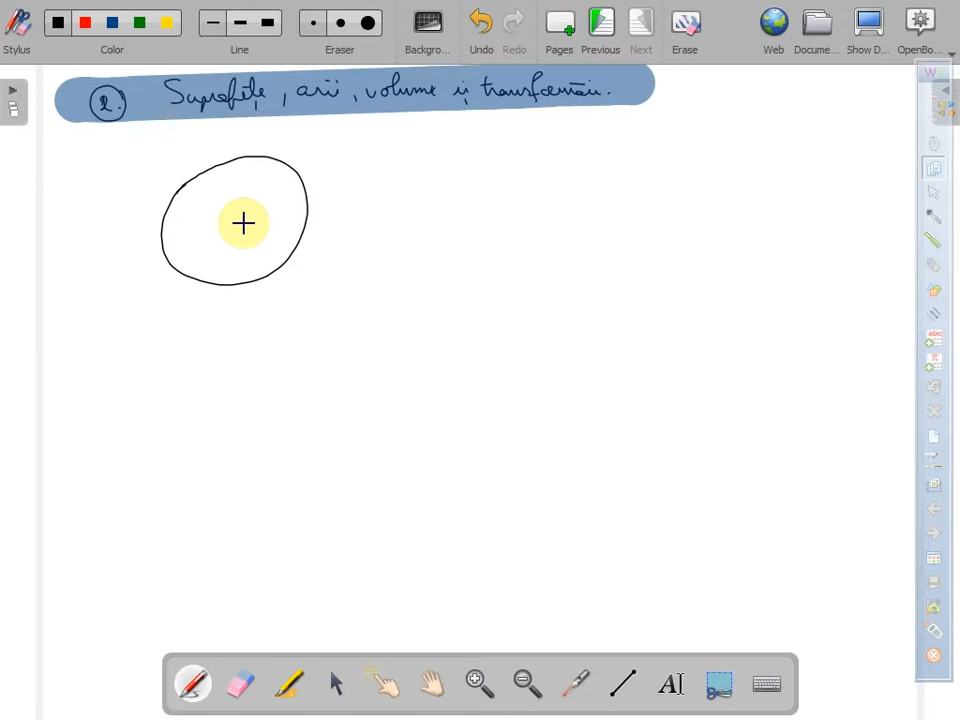 Stylus
Color
Line
Eraser
Backgro...
Undo
Redo
Pages
Previous
Next
Erase
Web
Docume...
Show D...
OpenBo...
2. Suprafețe, arii, volume și transformări.